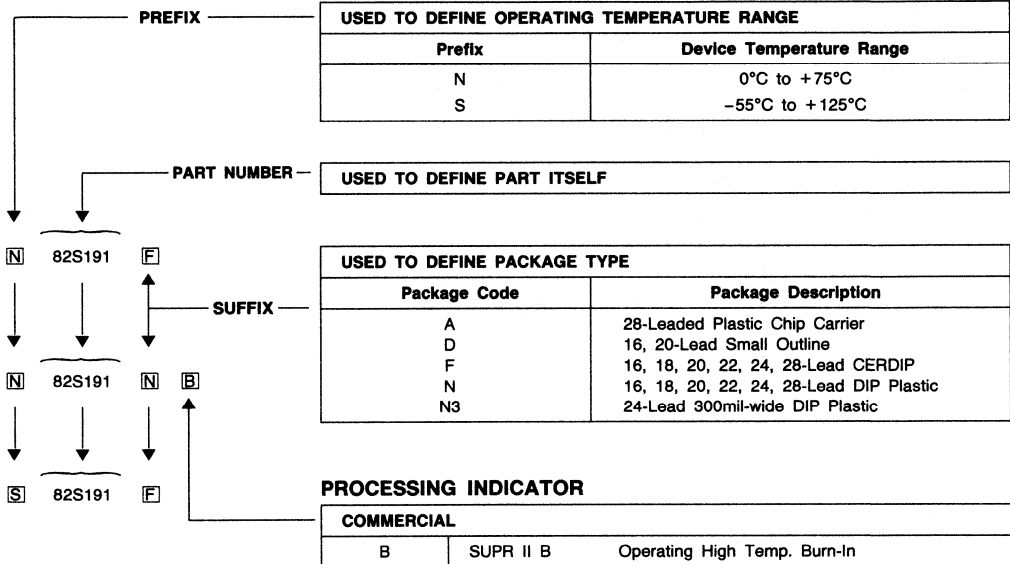 PREFIX
USED TO DEFINE OPERATING TEMPERATURE RANGE
Prefix Device Temperature Range
N 0°C to +75°C
S −55°C to +125°C
PART NUMBER
USED TO DEFINE PART ITSELF
N 82S191 F
SUFFIX
USED TO DEFINE PACKAGE TYPE
Package Code Package Description
A 28-Leaded Plastic Chip Carrier
D 16, 20-Lead Small Outline
F 16, 18, 20, 22, 24, 28-Lead CERDIP
N 16, 18, 20, 22, 24, 28-Lead DIP Plastic
N3 24-Lead 300mil-wide DIP Plastic
N 82S191 N B
S 82S191 F
PROCESSING INDICATOR
COMMERCIAL
B SUPR II B Operating High Temp. Burn-In